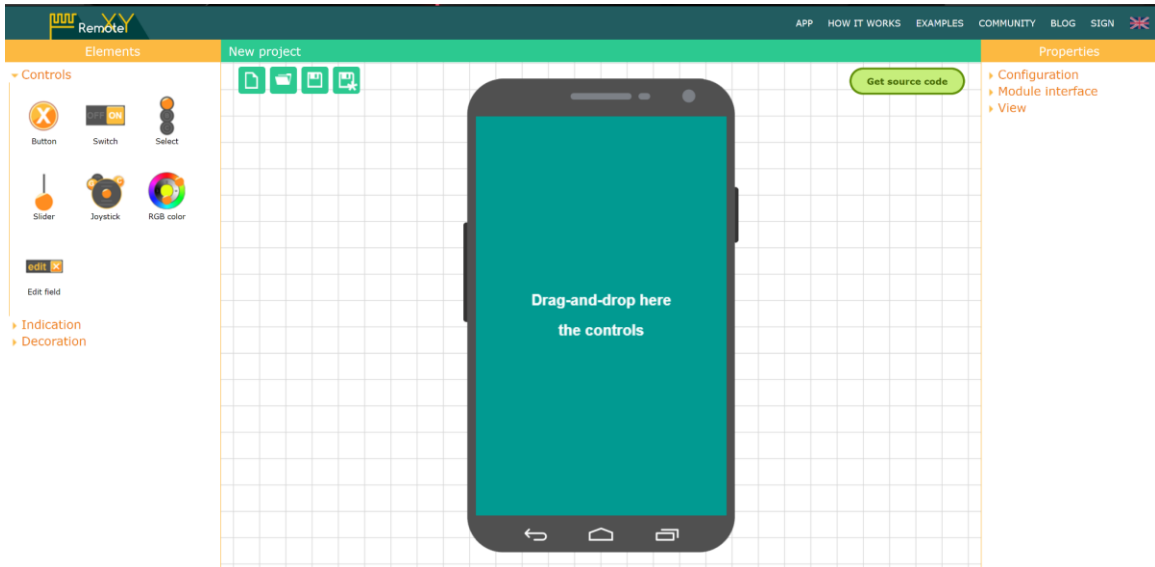 RemoteXY
APP HOW IT WORKS EXAMPLES COMMUNITY BLOG SIGN
Elements
New project
Properties
Controls
Button
OFF ON
Switch
Select
Slider
Joystick
RGB color
edit X
Edit field
Indication
Decoration
Get source code
Drag-and-drop here
the controls
Configuration
Module interface
View